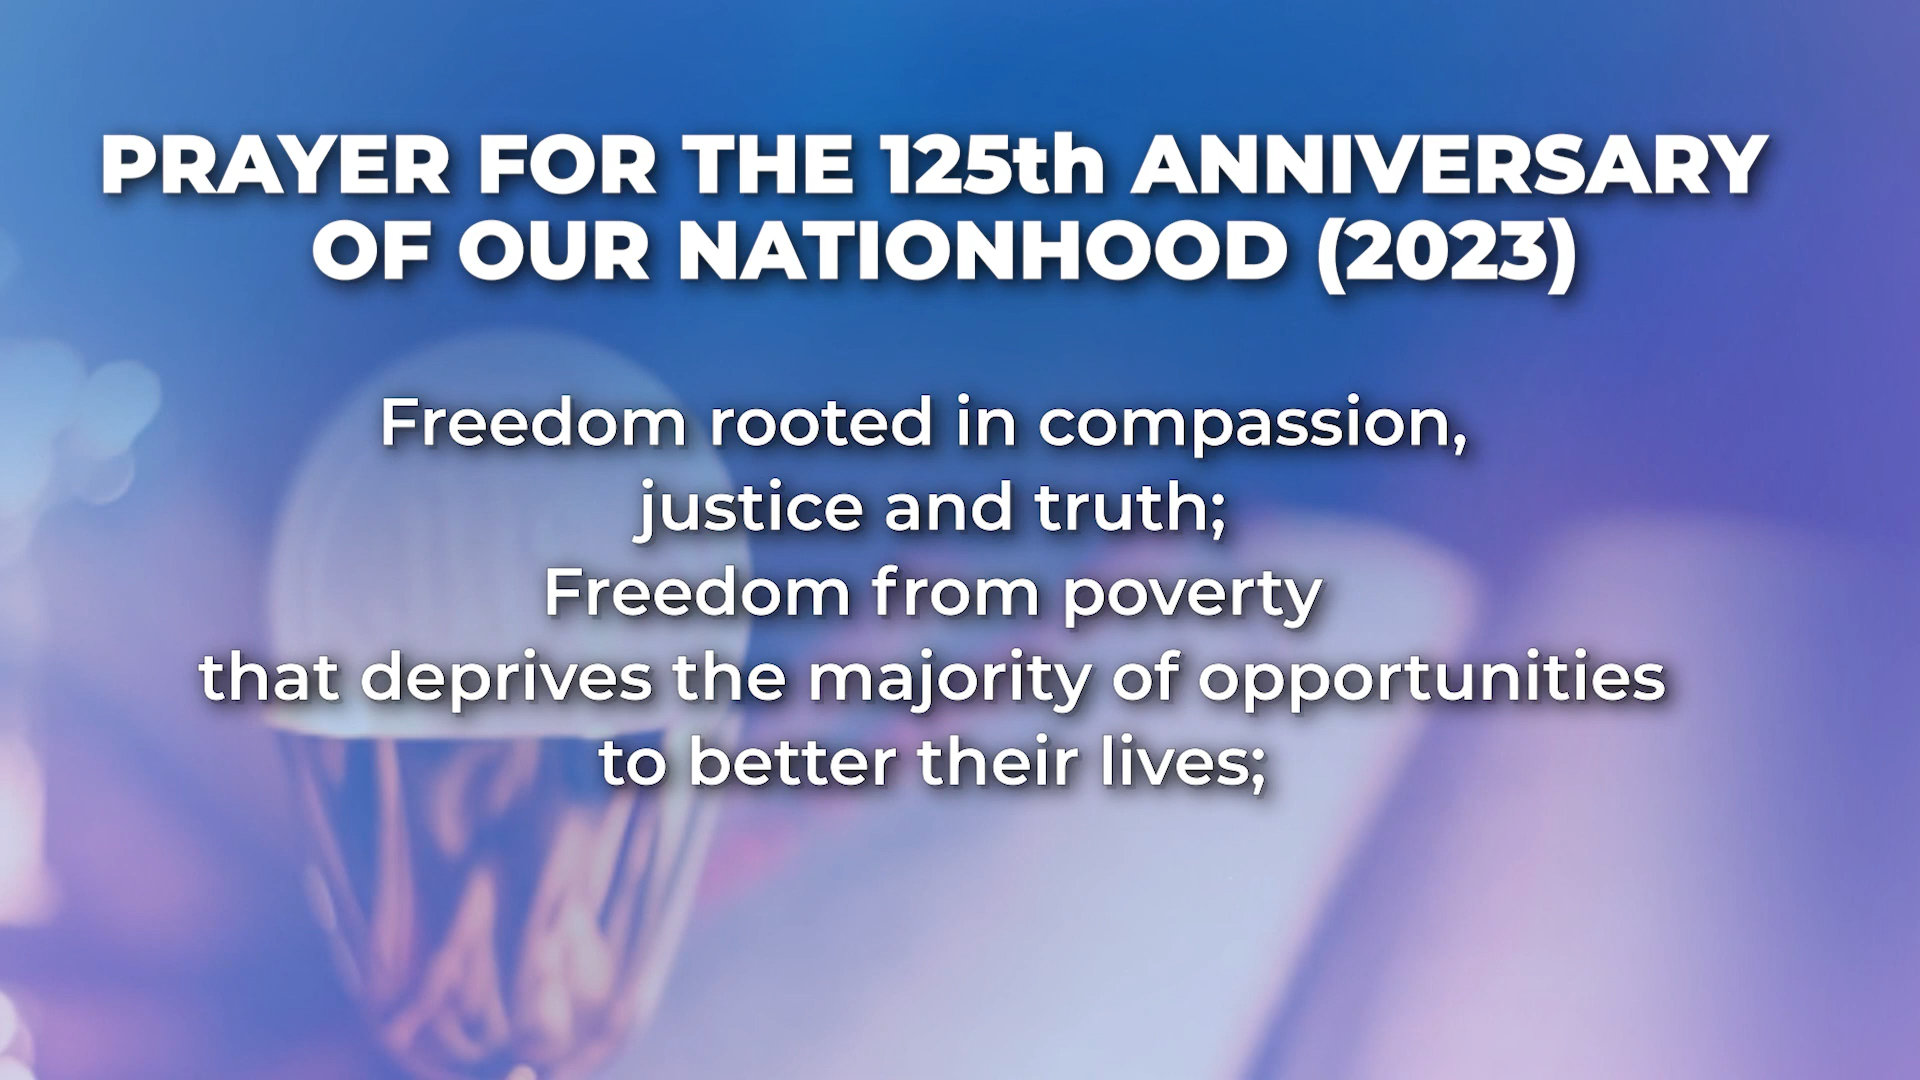 PRAYER FOR THE 125th ANNIVERSARY
OF OUR NATIONHOOD (2023)
Freedom rooted in compassion,
justice and truth;
Freedom from poverty
that deprives the majority of opportunities
to better their lives;